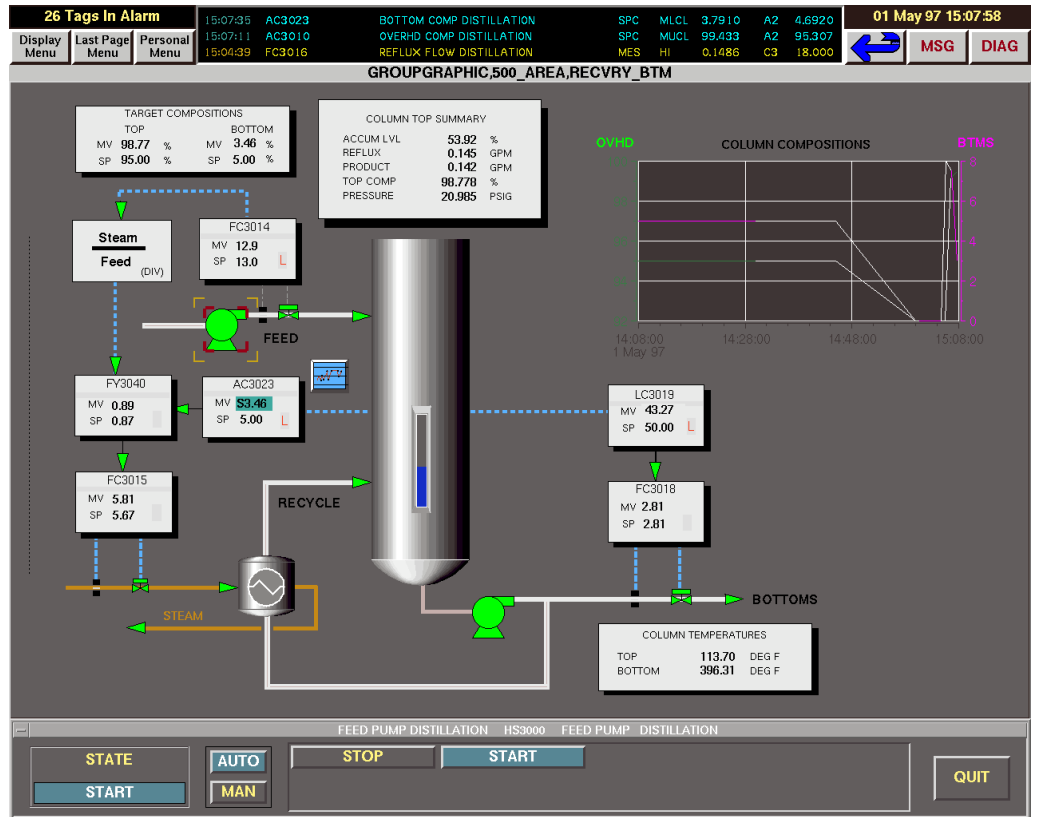 26 Tags In Alarm
15:07:35 AC3023 BOTTOM COMP DISTILLATION SPC MLCL 3.7910 A2 4.6920
15:07:11 AC3010 OVERHD COMP DISTILLATION SPC MUCL 99.433 A2 95.307
15:04:39 FC3016 REFLUX FLOW DISTILLATION MES HI 0.1486 C3 18.000
01 May 97 15:07:58
Display Menu
Last Page Menu
Personal Menu
MSG
DIAG
GROUPGRAPHIC,500_AREA,RECVRY_BTM
TARGET COMPOSITIONS
TOP BOTTOM
MV 98.77 % MV 3.46 %
SP 95.00 % SP 5.00 %
COLUMN TOP SUMMARY
ACCUM LVL 53.92 %
REFLUX 0.145 GPM
PRODUCT 0.142 GPM
TOP COMP 98.778 %
PRESSURE 20.985 PSIG
OVHD COLUMN COMPOSITIONS BTMS
8
6
4
2
0
14:08:00 14:28:00 14:48:00 15:08:00
1 May 97
Steam
Feed
(DIV)
FC3014
MV 12.9
SP 13.0 L
FEED
FY3040
MV 0.89
SP 0.87
AC3023
MV S3.46
SP 5.00 L
LC3019
MV 43.27
SP 50.00 L
FC3015
MV 5.81
SP 5.67
RECYCLE
FC3018
MV 2.81
SP 2.81
STEAM
BOTTOMS
COLUMN TEMPERATURES
TOP 113.70 DEG F
BOTTOM 396.31 DEG F
FEED PUMP DISTILLATION HS3000 FEED PUMP DISTILLATION
STATE
START
AUTO
MAN
STOP
START
QUIT